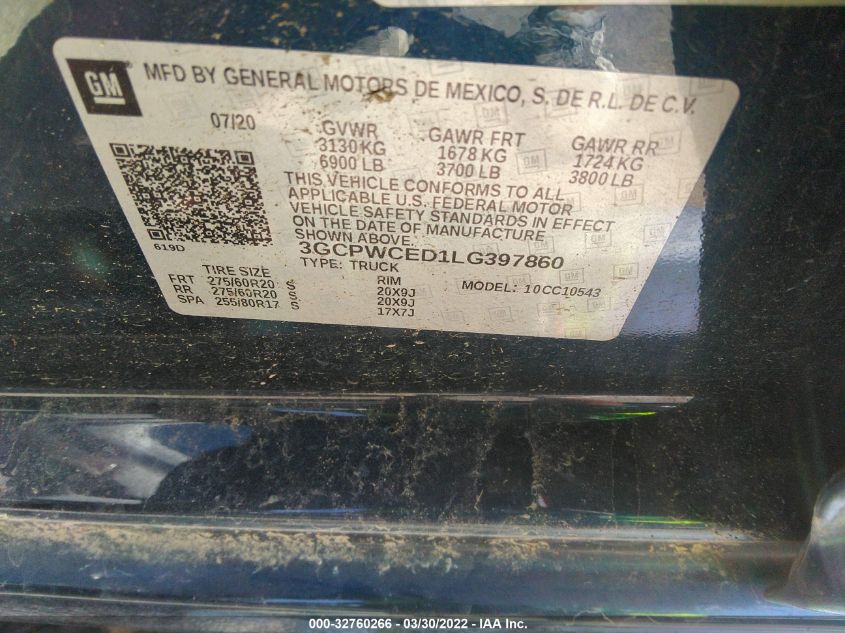 GM
MFD BY GENERAL MOTORS DE MEXICO, S. DE R.L. DE C.V.
07/20 GVWR GAWR FRT GAWR RR
3130 KG 1678 KG 1724 KG
6900 LB 3700 LB 3800 LB
THIS VEHICLE CONFORMS TO ALL
APPLICABLE U.S. FEDERAL MOTOR
VEHICLE SAFETY STANDARDS IN EFFECT
ON THE DATE OF MANUFACTURE
SHOWN ABOVE.
619D
3GCPWCED1LG397860
TYPE: TRUCK
TIRE SIZE RIM MODEL: 10CC10543
FRT 275/60R20 S 20X9J
RR 275/60R20 S 20X9J
SPA 255/80R17 S 17X7J
000-32760266 - 03/30/2022 - IAA Inc.